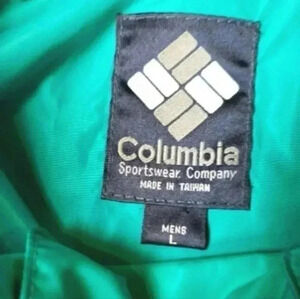 Columbia
Sportswear Company
MADE IN TAIWAN
MENS
L